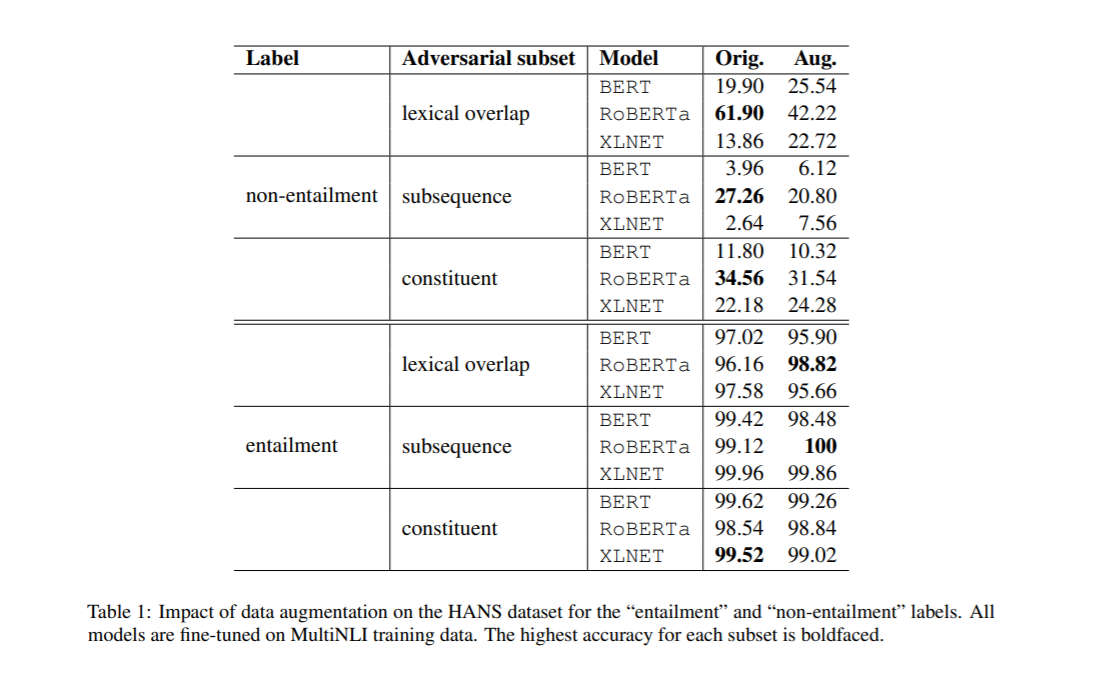 Label Adversarial subset Model Orig. Aug.
BERT 19.90 25.54
lexical overlap RoBERTa 61.90 42.22
XLNET 13.86 22.72
BERT 3.96 6.12
non-entailment subsequence RoBERTa 27.26 20.80
XLNET 2.64 7.56
BERT 11.80 10.32
constituent RoBERTa 34.56 31.54
XLNET 22.18 24.28
BERT 97.02 95.90
lexical overlap RoBERTa 96.16 98.82
XLNET 97.58 95.66
BERT 99.42 98.48
entailment subsequence RoBERTa 99.12 100
XLNET 99.96 99.86
BERT 99.62 99.26
constituent RoBERTa 98.54 98.84
XLNET 99.52 99.02
Table 1: Impact of data augmentation on the HANS dataset for the “entailment” and “non-entailment” labels. All
models are fine-tuned on MultiNLI training data. The highest accuracy for each subset is boldfaced.